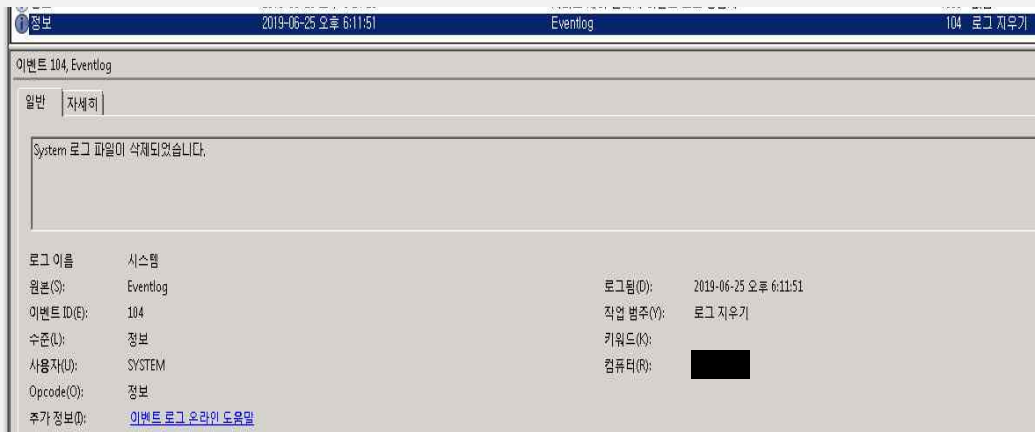 정보 2019-06-25 오후 6:11:51 Eventlog 104 로그 지우기
이벤트 104, Eventlog
일반 자세히
System 로그 파일이 삭제되었습니다.
로그 이름 시스템
원본(S): Eventlog 로그됨(D): 2019-06-25 오후 6:11:51
이벤트 ID(E): 104 작업 범주(Y): 로그 지우기
수준(L): 정보 키워드(K):
사용자(U): SYSTEM 컴퓨터(R):
Opcode(O): 정보
추가 정보(I): 이벤트 로그 온라인 도움말